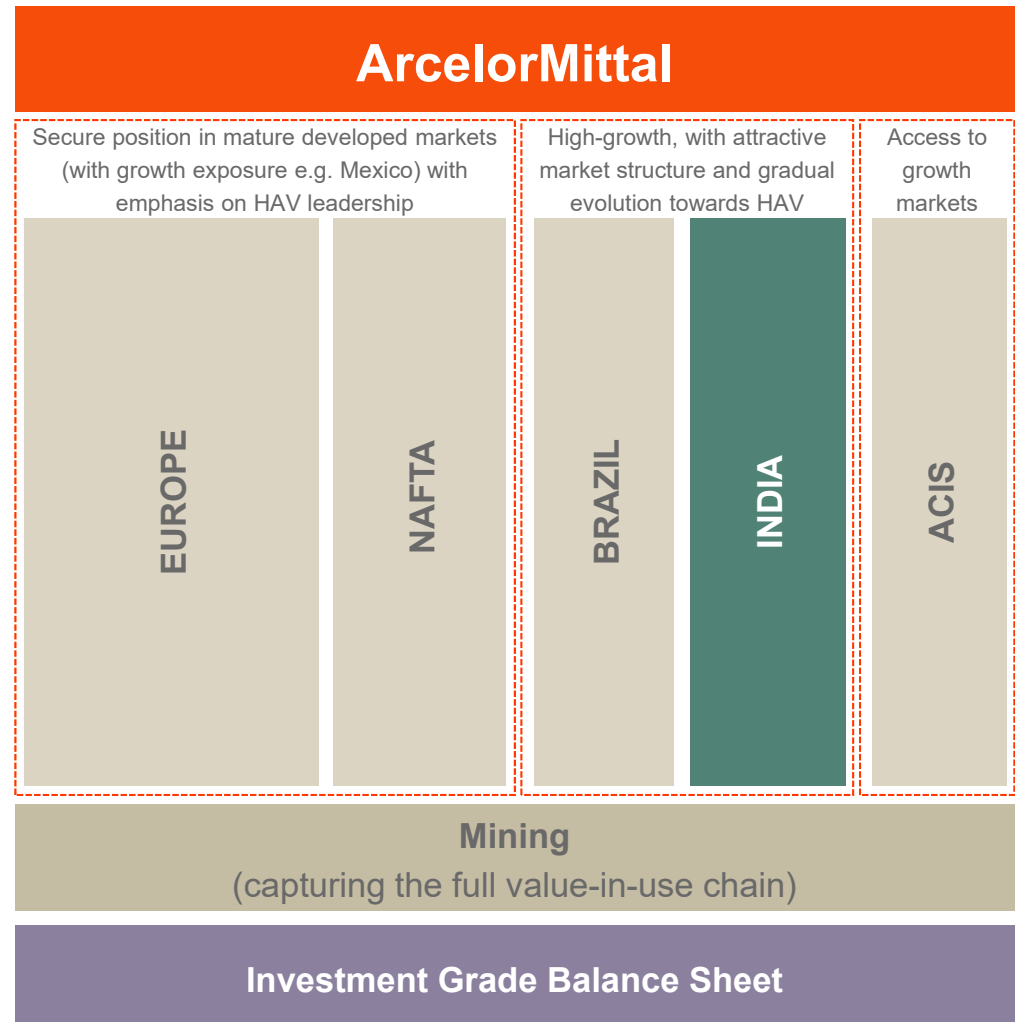 ArcelorMittal
Secure position in mature developed markets
(with growth exposure e.g. Mexico) with
emphasis on HAV leadership
High-growth, with attractive
market structure and gradual
evolution towards HAV
Access to
growth
markets
EUROPE
NAFTA
BRAZIL
INDIA
ACIS
Mining
(capturing the full value-in-use chain)
Investment Grade Balance Sheet